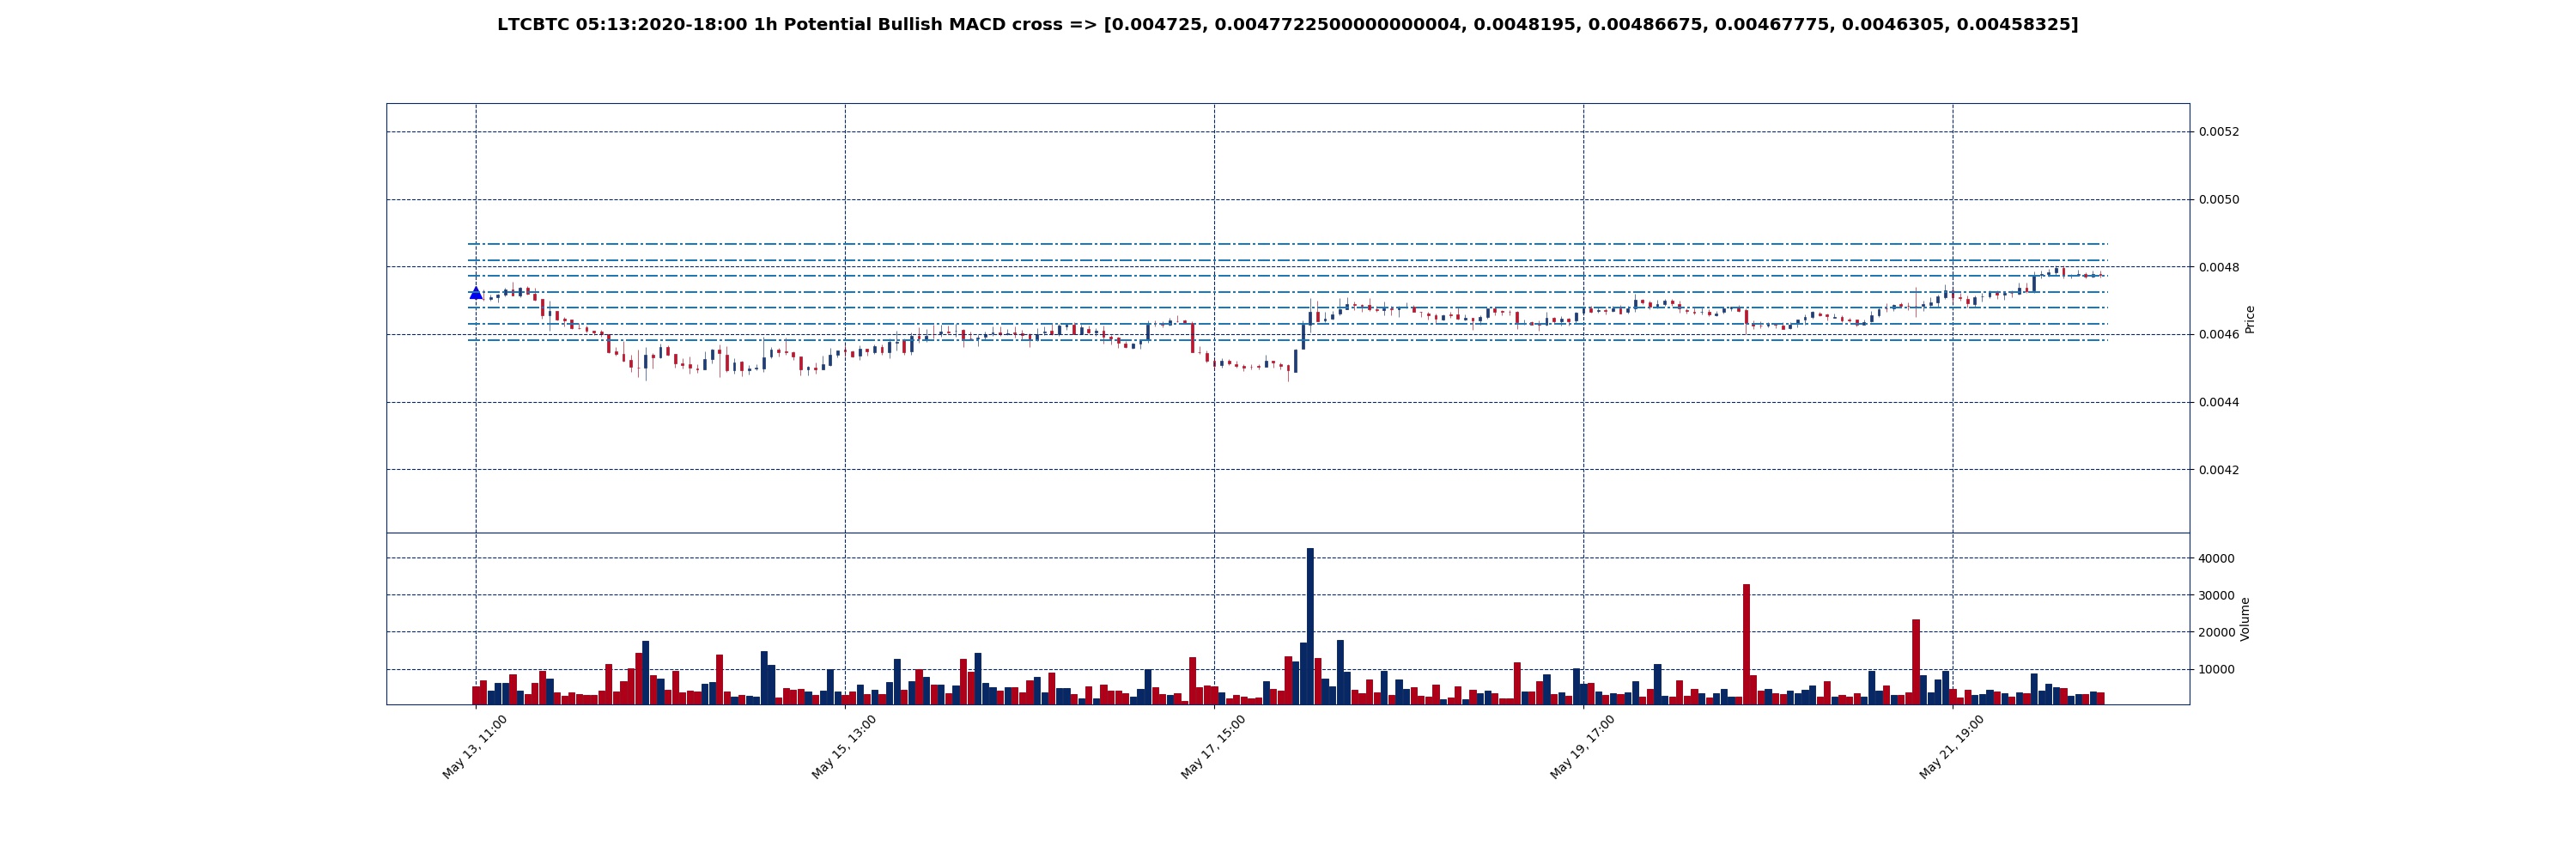 LTCBTC 05:13:2020-18:00 1h Potential Bullish MACD cross => [0.004725, 0.0047722500000000004, 0.0048195, 0.00486675, 0.00467775, 0.0046305, 0.00458325]
0.0052
0.0050
0.0048
0.0046
0.0044
0.0042
Price
40000
30000
20000
10000
Volume
May 13, 11:00
May 15, 13:00
May 17, 15:00
May 19, 17:00
May 21, 19:00